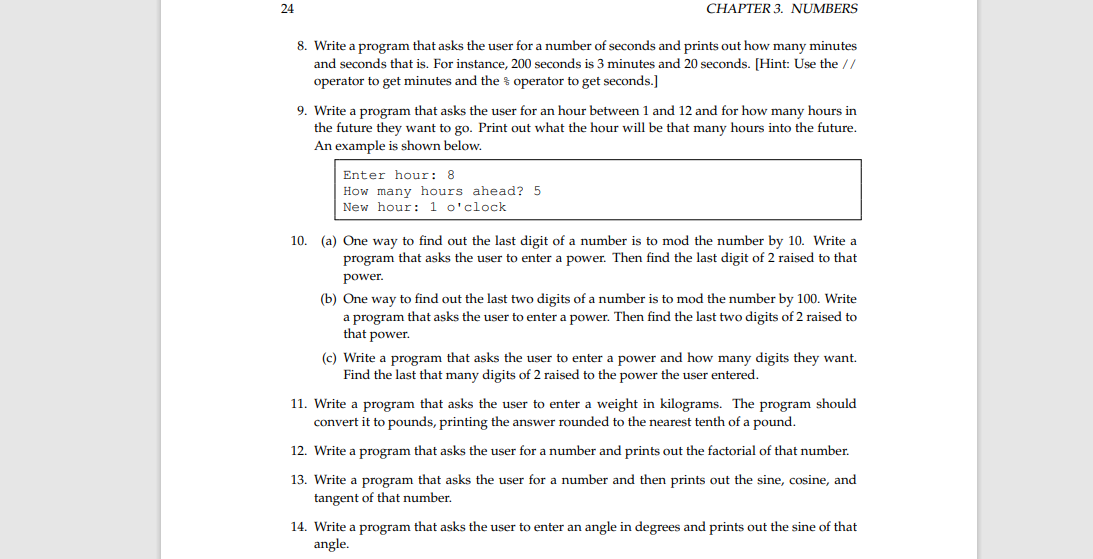 24
CHAPTER 3. NUMBERS
8. Write a program that asks the user for a number of seconds and prints out how many minutes
and seconds that is. For instance, 200 seconds is 3 minutes and 20 seconds. [Hint: Use the //
operator to get minutes and the % operator to get seconds.]
9. Write a program that asks the user for an hour between 1 and 12 and for how many hours in
the future they want to go. Print out what the hour will be that many hours into the future.
An example is shown below.
Enter hour: 8
How many hours ahead? 5
New hour: 1 o'clock
10. (a) One way to find out the last digit of a number is to mod the number by 10. Write a
program that asks the user to enter a power. Then find the last digit of 2 raised to that
power.
(b) One way to find out the last two digits of a number is to mod the number by 100. Write
a program that asks the user to enter a power. Then find the last two digits of 2 raised to
that power.
(c) Write a program that asks the user to enter a power and how many digits they want.
Find the last that many digits of 2 raised to the power the user entered.
11. Write a program that asks the user to enter a weight in kilograms. The program should
convert it to pounds, printing the answer rounded to the nearest tenth of a pound.
12. Write a program that asks the user for a number and prints out the factorial of that number.
13. Write a program that asks the user for a number and then prints out the sine, cosine, and
tangent of that number.
14. Write a program that asks the user to enter an angle in degrees and prints out the sine of that
angle.